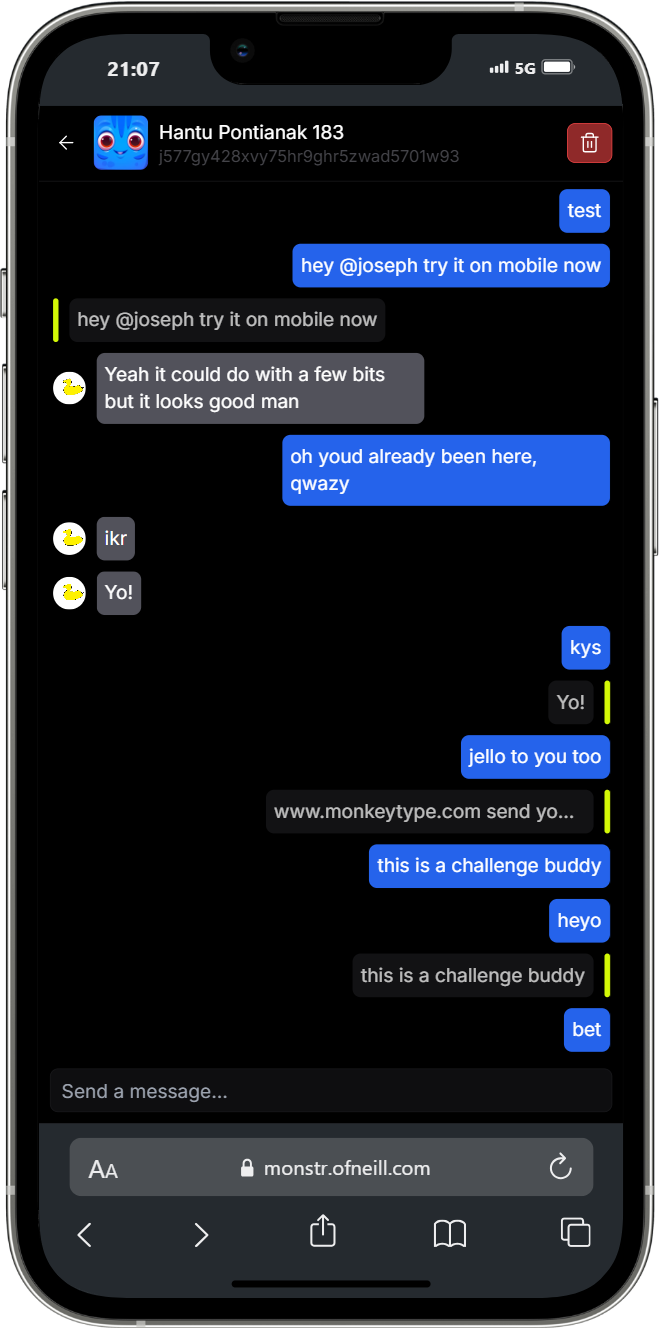 21:07
5G
Hantu Pontianak 183
j577gy428xvy75hr9ghr5zwad5701w93
test
hey @joseph try it on mobile now
hey @joseph try it on mobile now
Yeah it could do with a few bits
but it looks good man
oh youd already been here,
qwazy
ikr
Yo!
kys
Yo!
jello to you too
www.monkeytype.com send yo...
this is a challenge buddy
heyo
this is a challenge buddy
bet
Send a message...
AA
monstr.ofneill.com